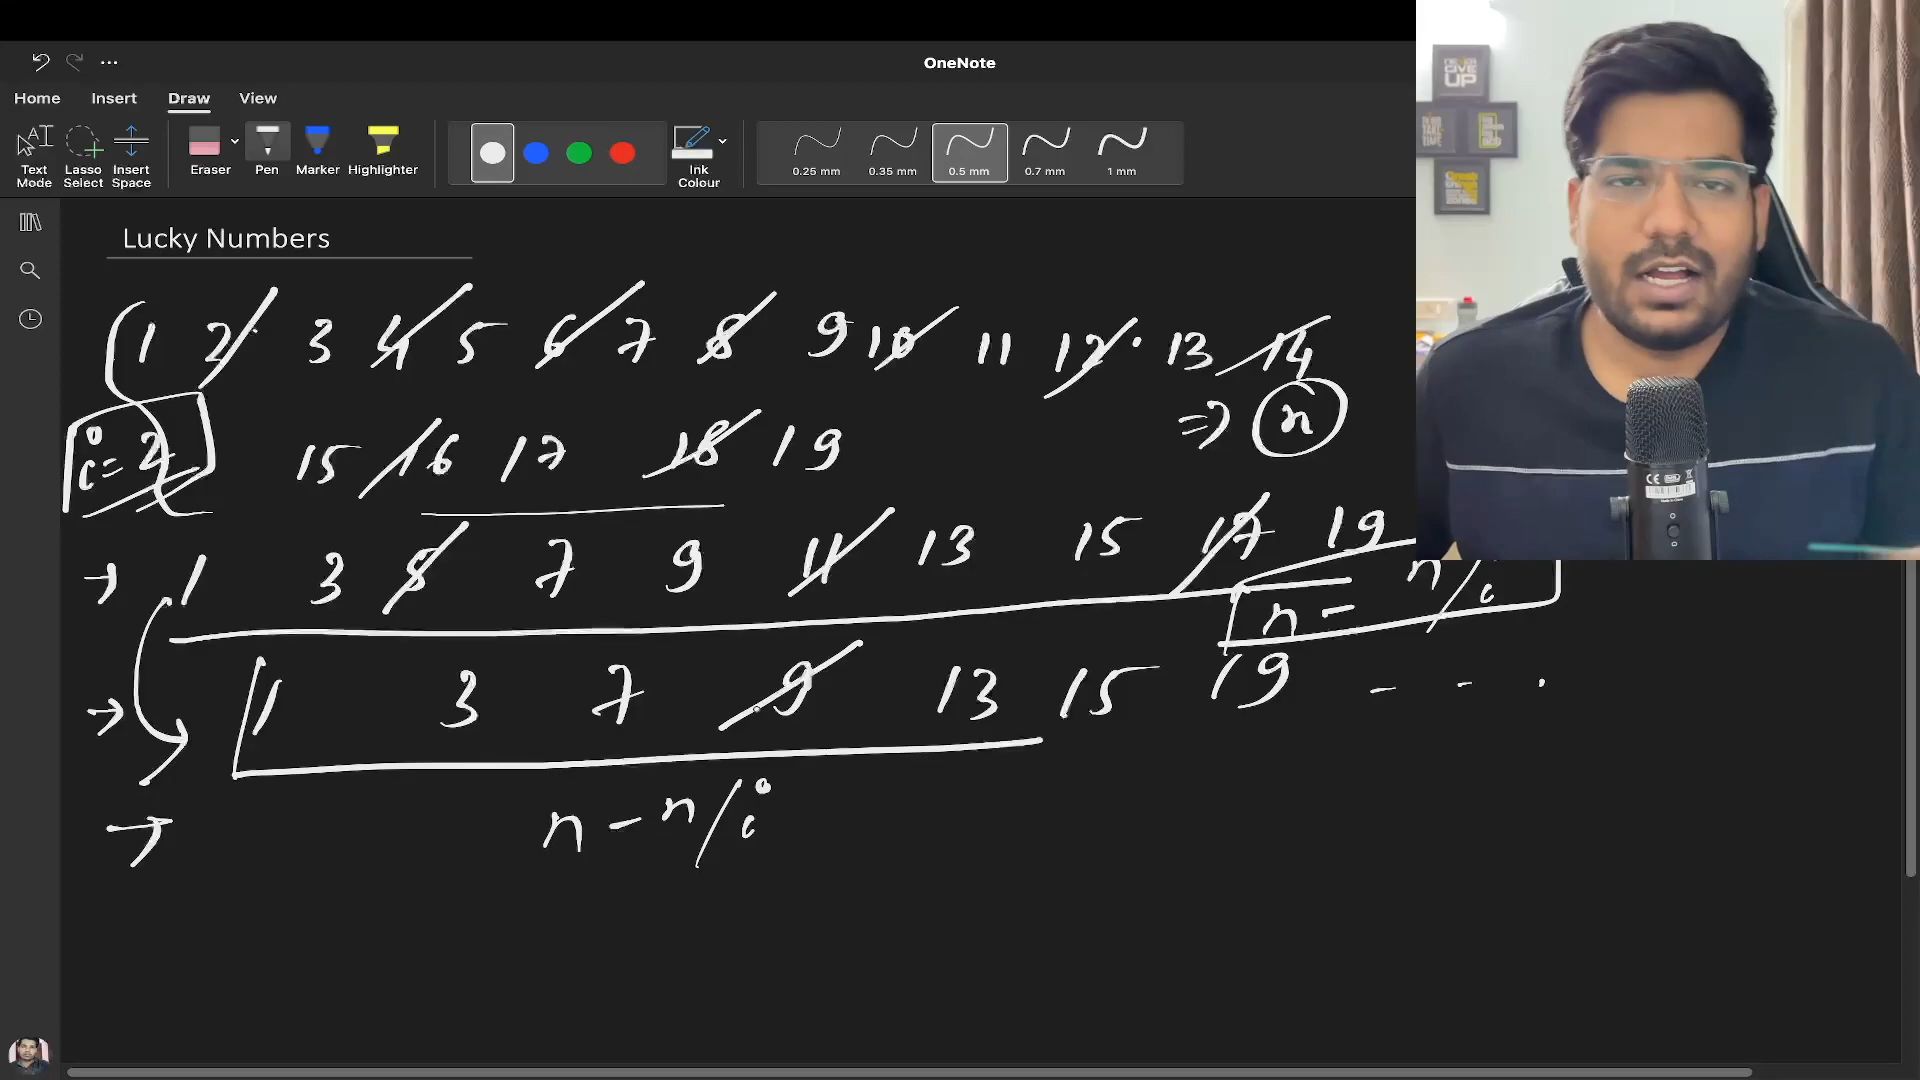 OneNote
Home Insert Draw View
Text Mode Lasso Select Insert Space Eraser Pen Marker Highlighter 0.25 mm 0.35 mm 0.5 mm 0.7 mm 1 mm Ink Colour
NEVER GIVE UP
Lucky Numbers
1 2 3 4 5 6 7 8 9 10 11 12 13 14
⇒ n
i=2 15 16 17 18 19
→ 1 3 5 7 9 11 13 15 17 19
n - n/i
→ 1 3 7 9 13 15 19 - - .
→ n - n/i